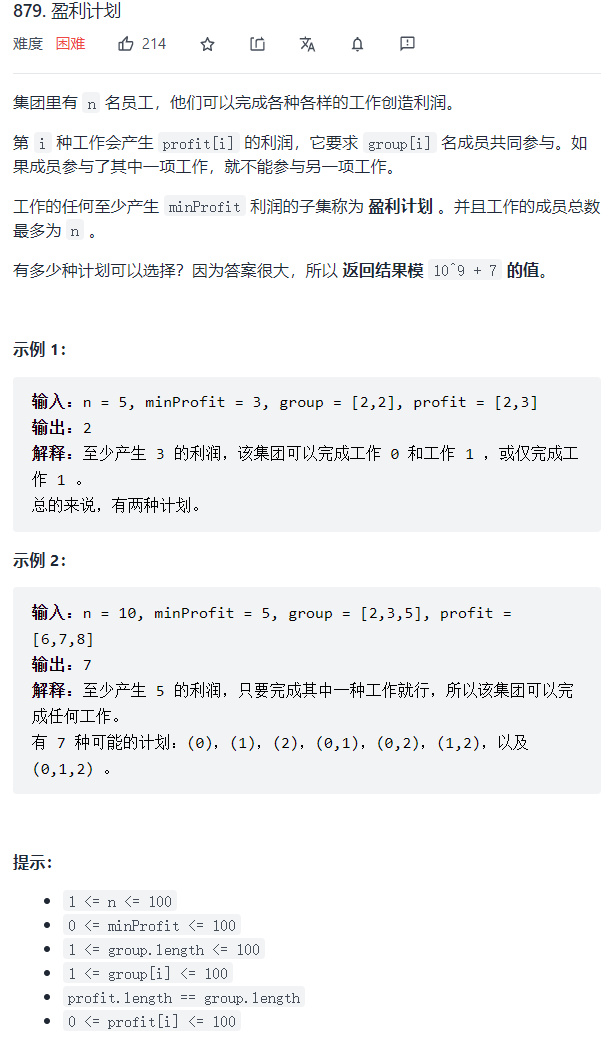 879. 盈利计划
难度 困难 214
集团里有 n 名员工，他们可以完成各种各样的工作创造利润。
第 i 种工作会产生 profit[i] 的利润，它要求 group[i] 名成员共同参与。如
果成员参与了其中一项工作，就不能参与另一项工作。
工作的任何至少产生 minProfit 利润的子集称为 盈利计划 。并且工作的成员总数
最多为 n 。
有多少种计划可以选择？因为答案很大，所以 返回结果模 10^9 + 7 的值。
示例 1：
输入：n = 5, minProfit = 3, group = [2,2], profit = [2,3]
输出：2
解释：至少产生 3 的利润，该集团可以完成工作 0 和工作 1 ，或仅完成工
作 1 。
总的来说，有两种计划。
示例 2：
输入：n = 10, minProfit = 5, group = [2,3,5], profit =
[6,7,8]
输出：7
解释：至少产生 5 的利润，只要完成其中一种工作就行，所以该集团可以完
成任何工作。
有 7 种可能的计划：(0)，(1)，(2)，(0,1)，(0,2)，(1,2)，以及
(0,1,2) 。
提示：
1 <= n <= 100
0 <= minProfit <= 100
1 <= group.length <= 100
1 <= group[i] <= 100
profit.length == group.length
0 <= profit[i] <= 100